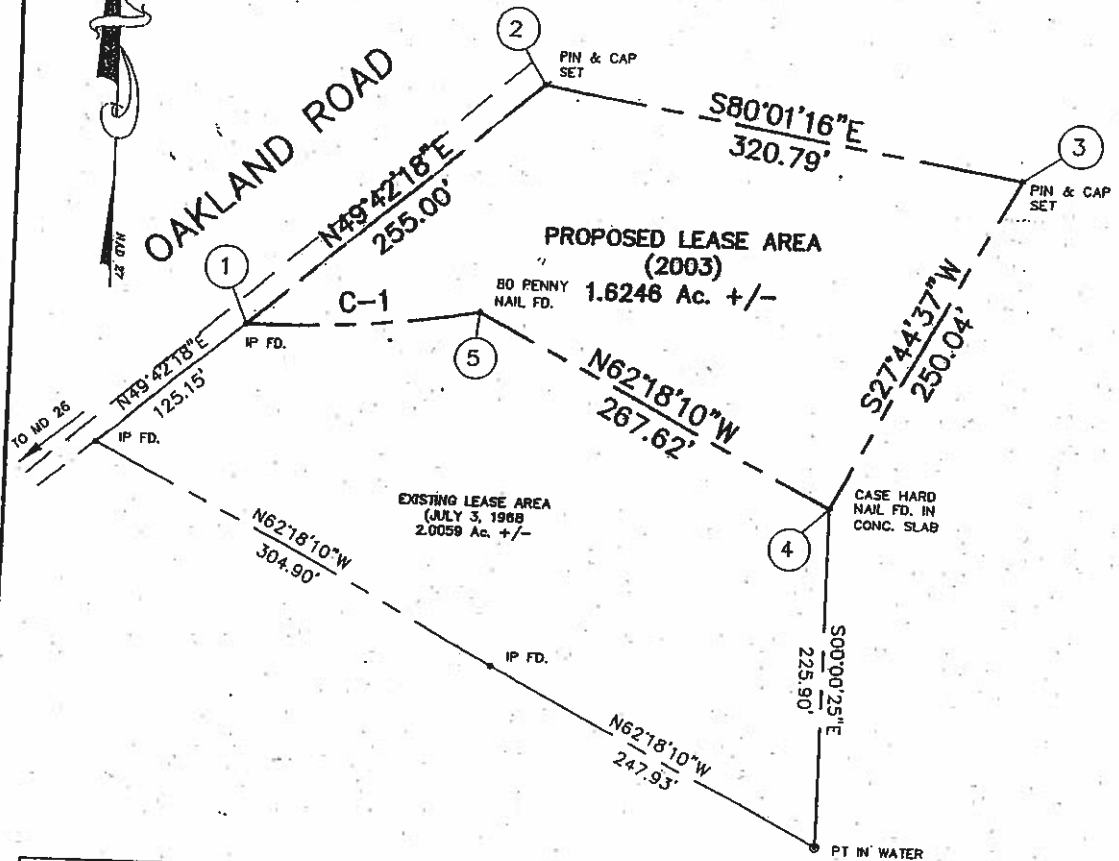 2
PIN & CAP
SET
OAKLAND ROAD
S80°01'16"E
320.79'
3
PIN & CAP
SET
N49°42'18"E
255.00'
NAD 27
1
PROPOSED LEASE AREA
(2003)
1.6246 Ac. +/-
80 PENNY
NAIL FD.
C-1
IP FD.
5
S27°44'37"W
250.04'
N62°18'10"W
267.62'
N49°42'18"E
125.15'
TO MD 26
IP FD.
EXISTING LEASE AREA
(JULY 3, 1968
2.0059 Ac. +/-
CASE HARD
NAIL FD. IN
CONC. SLAB
4
N62°18'10"W
304.90'
IP FD.
S00°00'25"E
225.90'
N62°18'10"W
247.93'
PT IN WATER